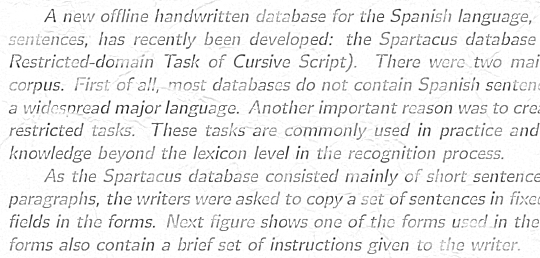 A new offline handwritten database for the Spanish language,
sentences, has recently been developed: the Spartacus database
Restricted-domain Task of Cursive Script). There were two mai
corpus. First of all, most databases do not contain Spanish senten
a widespread major language. Another important reason was to crea
restricted tasks. These tasks are commonly used in practice and
knowledge beyond the lexicon level in the recognition process.
As the Spartacus database consisted mainly of short sentence
paragraphs, the writers were asked to copy a set of sentences in fixe
fields in the forms. Next figure shows one of the forms used in the
forms also contain a brief set of instructions given to the writer.